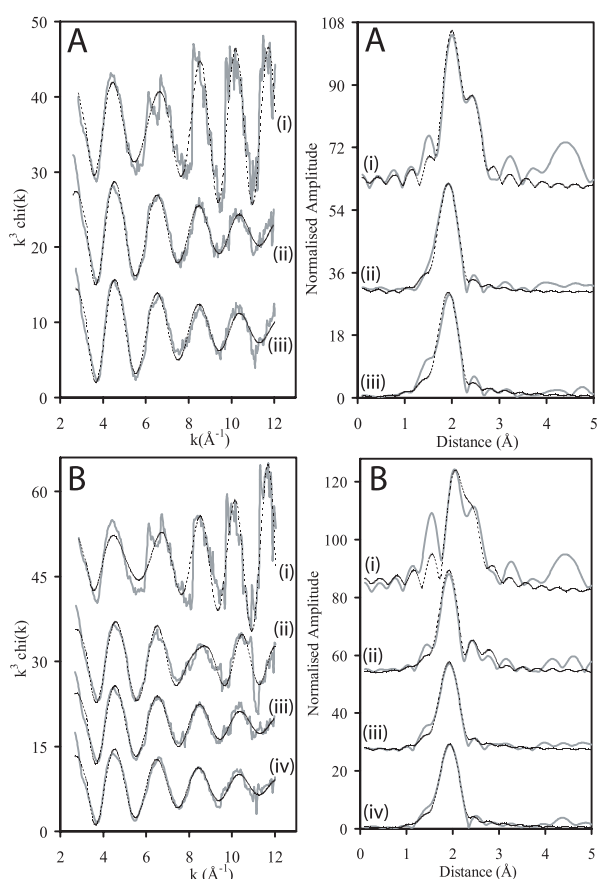 A
50
40
30
20
10
0
k3 chi(k)
(i)
(ii)
(iii)
2 4 6 8 10 12
k(Å-1)
A
108
90
72
54
36
18
0
Normalised Amplitude
(i)
(ii)
(iii)
0 1 2 3 4 5
Distance (Å)
B
60
45
30
15
0
k3 chi(k)
(i)
(ii)
(iii)
(iv)
2 4 6 8 10 12
k (Å-1)
B
120
100
80
60
40
20
0
Normalised Amplitude
(i)
(ii)
(iii)
(iv)
0 1 2 3 4 5
Distance (Å)